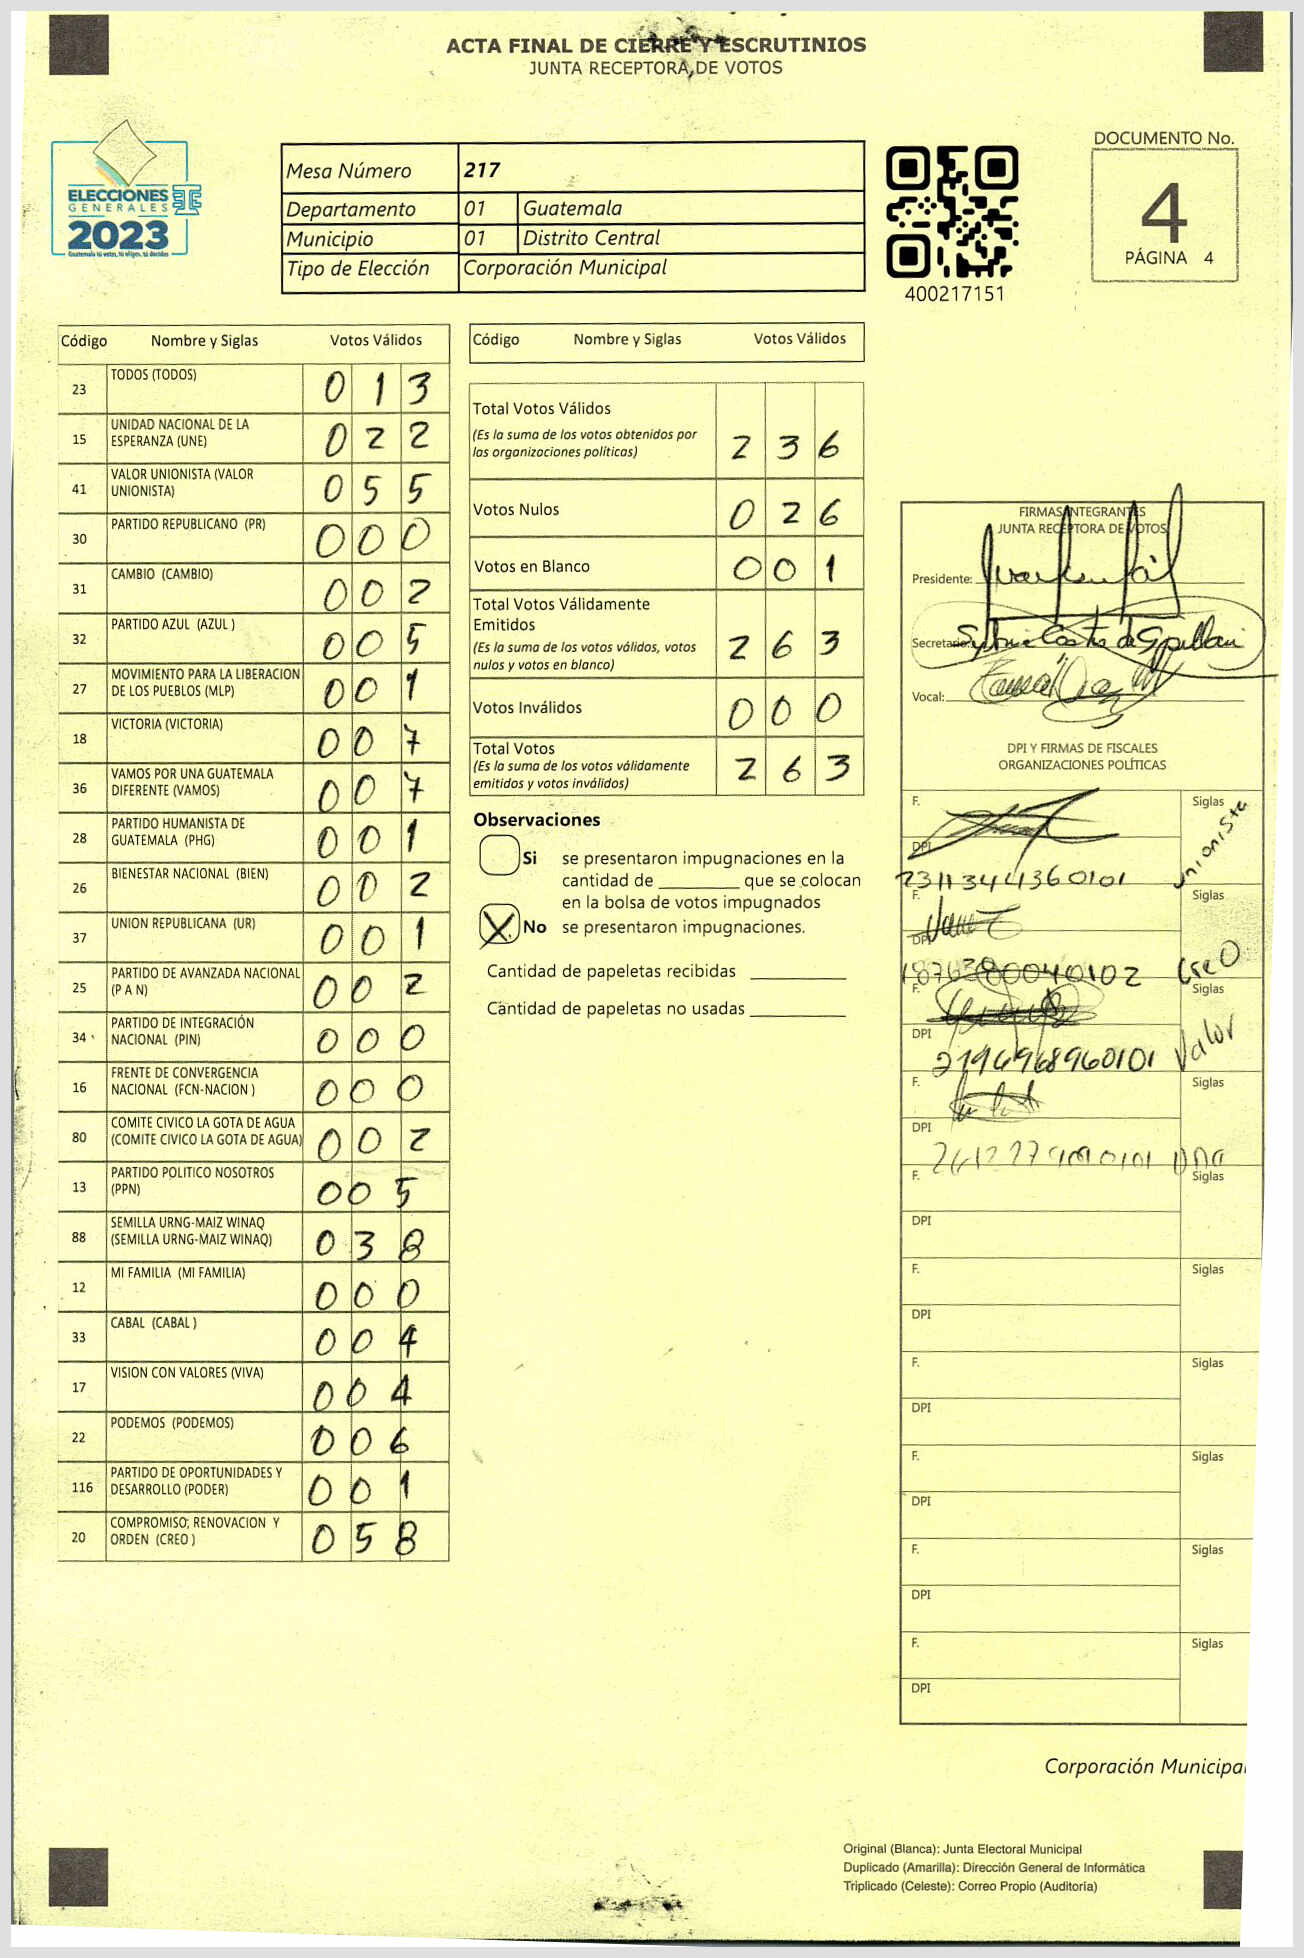 ACTA FINAL DE CIERRE Y ESCRUTINIOS
JUNTA RECEPTORA DE VOTOS
ELECCIONES
GENERALES
2023
Guatemala tú votas, tú eliges, tú decides
Mesa Número 217
Departamento 01 Guatemala
Municipio 01 Distrito Central
Tipo de Elección Corporación Municipal
400217151
DOCUMENTO No.
4
PÁGINA 4
Código Nombre y Siglas Votos Válidos
23 TODOS (TODOS) 0 1 3
15 UNIDAD NACIONAL DE LA
ESPERANZA (UNE) 0 2 2
41 VALOR UNIONISTA (VALOR
UNIONISTA) 0 5 5
30 PARTIDO REPUBLICANO (PR) 0 0 0
31 CAMBIO (CAMBIO) 0 0 2
32 PARTIDO AZUL (AZUL ) 0 0 5
27 MOVIMIENTO PARA LA LIBERACION
DE LOS PUEBLOS (MLP) 0 0 1
18 VICTORIA (VICTORIA) 0 0 7
36 VAMOS POR UNA GUATEMALA
DIFERENTE (VAMOS) 0 0 7
28 PARTIDO HUMANISTA DE
GUATEMALA (PHG) 0 0 1
26 BIENESTAR NACIONAL (BIEN) 0 0 2
37 UNION REPUBLICANA (UR) 0 0 1
25 PARTIDO DE AVANZADA NACIONAL
(P A N) 0 0 2
34 PARTIDO DE INTEGRACIÓN
NACIONAL (PIN) 0 0 0
16 FRENTE DE CONVERGENCIA
NACIONAL (FCN-NACION ) 0 0 0
80 COMITE CIVICO LA GOTA DE AGUA
(COMITE CIVICO LA GOTA DE AGUA) 0 0 2
13 PARTIDO POLITICO NOSOTROS
(PPN) 0 0 5
88 SEMILLA URNG-MAIZ WINAQ
(SEMILLA URNG-MAIZ WINAQ) 0 3 8
12 MI FAMILIA (MI FAMILIA) 0 0 0
33 CABAL (CABAL ) 0 0 4
17 VISION CON VALORES (VIVA) 0 0 4
22 PODEMOS (PODEMOS) 0 0 6
116 PARTIDO DE OPORTUNIDADES Y
DESARROLLO (PODER) 0 0 1
20 COMPROMISO, RENOVACION Y
ORDEN (CREO ) 0 5 8
Código Nombre y Siglas Votos Válidos
Total Votos Válidos
(Es la suma de los votos obtenidos por
las organizaciones políticas) 2 3 6
Votos Nulos 0 2 6
Votos en Blanco 0 0 1
Total Votos Válidamente
Emitidos
(Es la suma de los votos válidos, votos
nulos y votos en blanco) 2 6 3
Votos Inválidos 0 0 0
Total Votos
(Es la suma de los votos válidamente
emitidos y votos inválidos) 2 6 3
Observaciones
Si se presentaron impugnaciones en la
cantidad de ________ que se colocan
en la bolsa de votos impugnados
X No se presentaron impugnaciones.
Cantidad de papeletas recibidas
Cantidad de papeletas no usadas
FIRMAS INTEGRANTES
JUNTA RECEPTORA DE VOTOS
Presidente:
Secretario:
Vocal:
DPI Y FIRMAS DE FISCALES
ORGANIZACIONES POLÍTICAS
F. Siglas
DPI Unionista
2311344360101
F. Siglas
DPI
CreO
F. Siglas
DPI Valor
2796968960101
F. Siglas
DPI
F. Siglas
DPI
F. Siglas
DPI
F. Siglas
DPI
F. Siglas
DPI
F. Siglas
DPI
F. Siglas
DPI
Corporación Municipal
Original (Blanca): Junta Electoral Municipal
Duplicado (Amarilla): Dirección General de Informática
Triplicado (Celeste): Correo Propio (Auditoría)